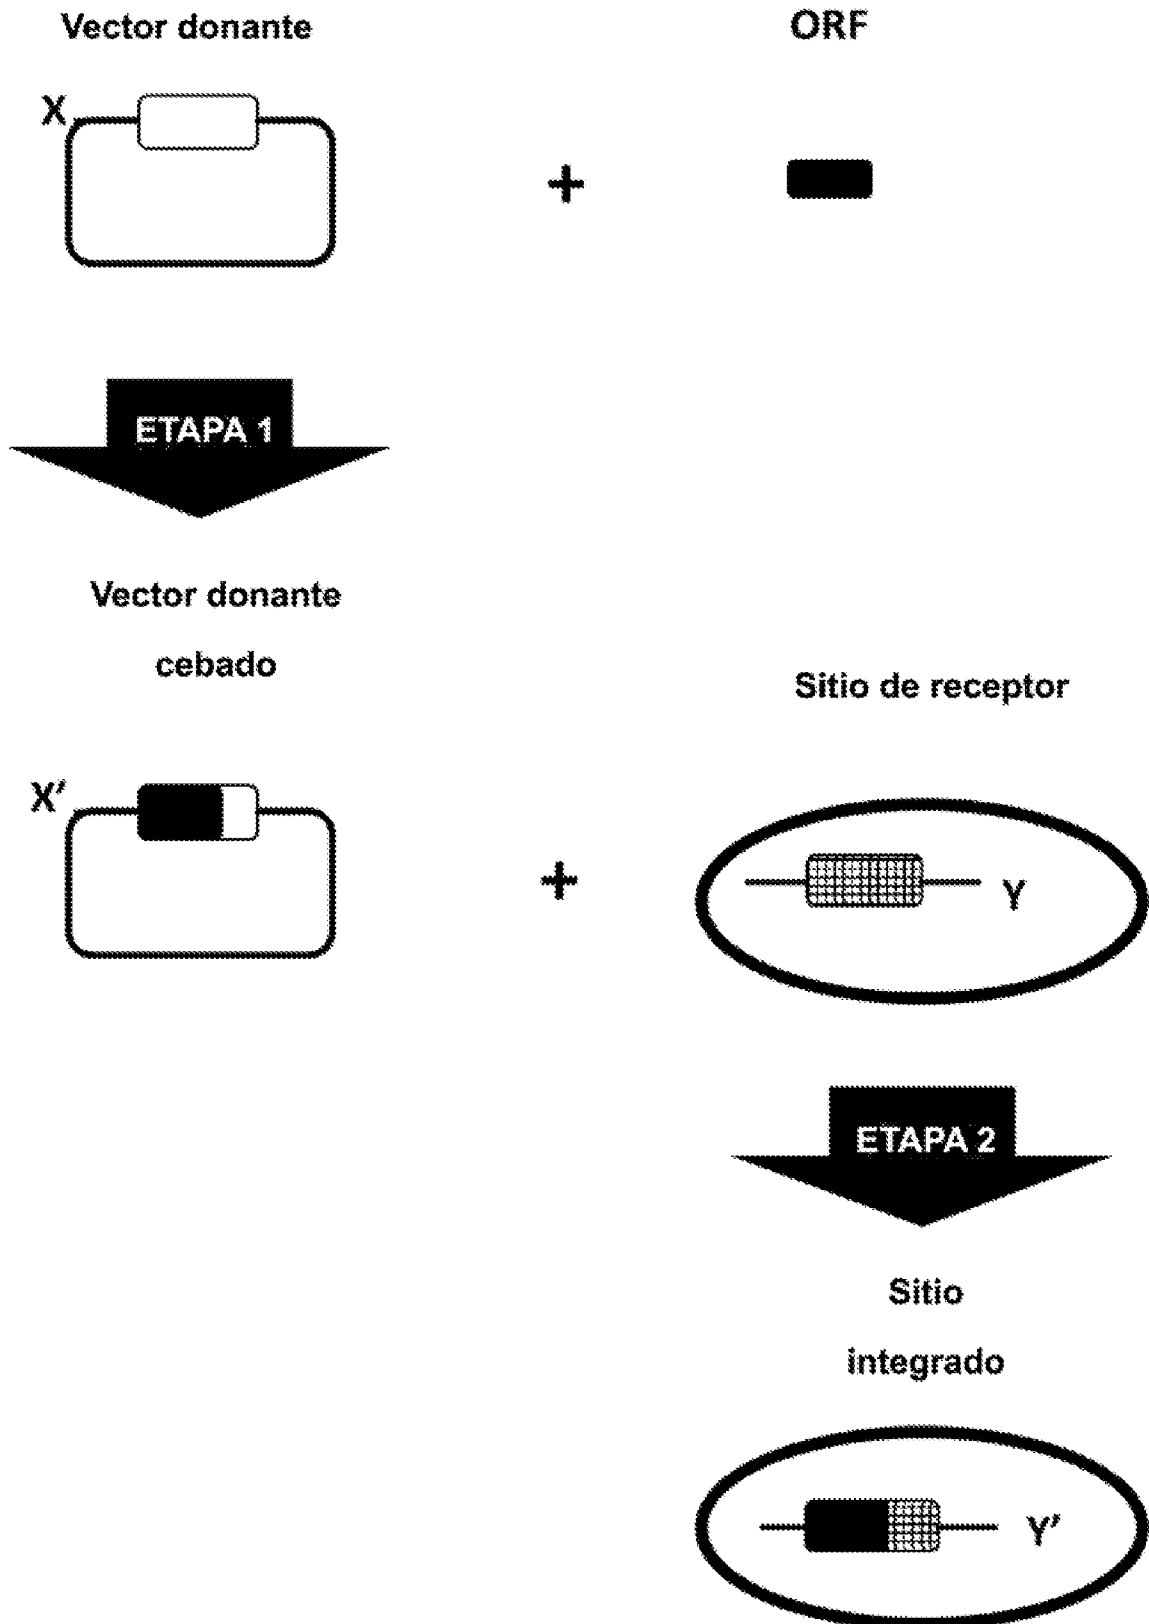 Vector donante
ORF
X
+
ETAPA 1
Vector donante
cebado
Sitio de receptor
X'
+
Y
ETAPA 2
Sitio
integrado
Y'